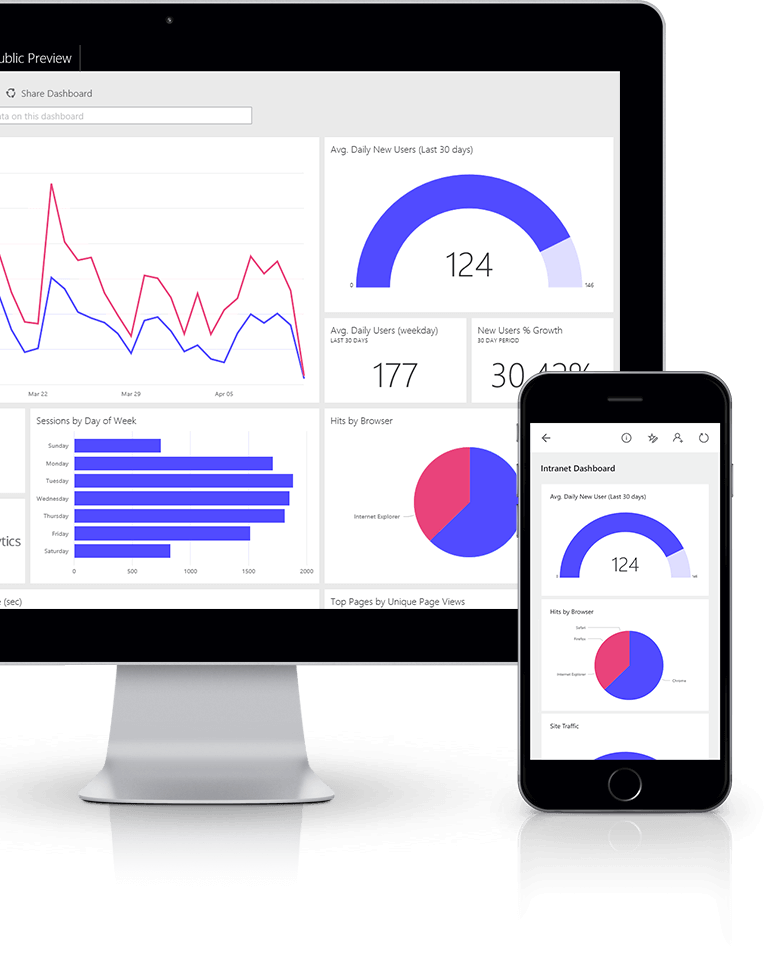 ublic Preview
Share Dashboard
ata on this dashboard
Avg. Daily New Users (Last 30 days)
124
0
146
Mar 22
Mar 29
Apr 05
Avg. Daily Users (weekday)
LAST 30 DAYS
177
New Users % Growth
30 DAY PERIOD
30.42%
Sessions by Day of Week
Sunday
Monday
Tuesday
Wednesday
Thursday
Friday
Saturday
0
500
1000
1500
2000
Hits by Browser
Internet Explorer
ytics
(sec)
Top Pages by Unique Page Views
Intranet Dashboard
Avg. Daily New User (Last 30 days)
124
0
146
Hits by Browser
Safari
Firefox
Internet Explorer
Chrome
Site Traffic